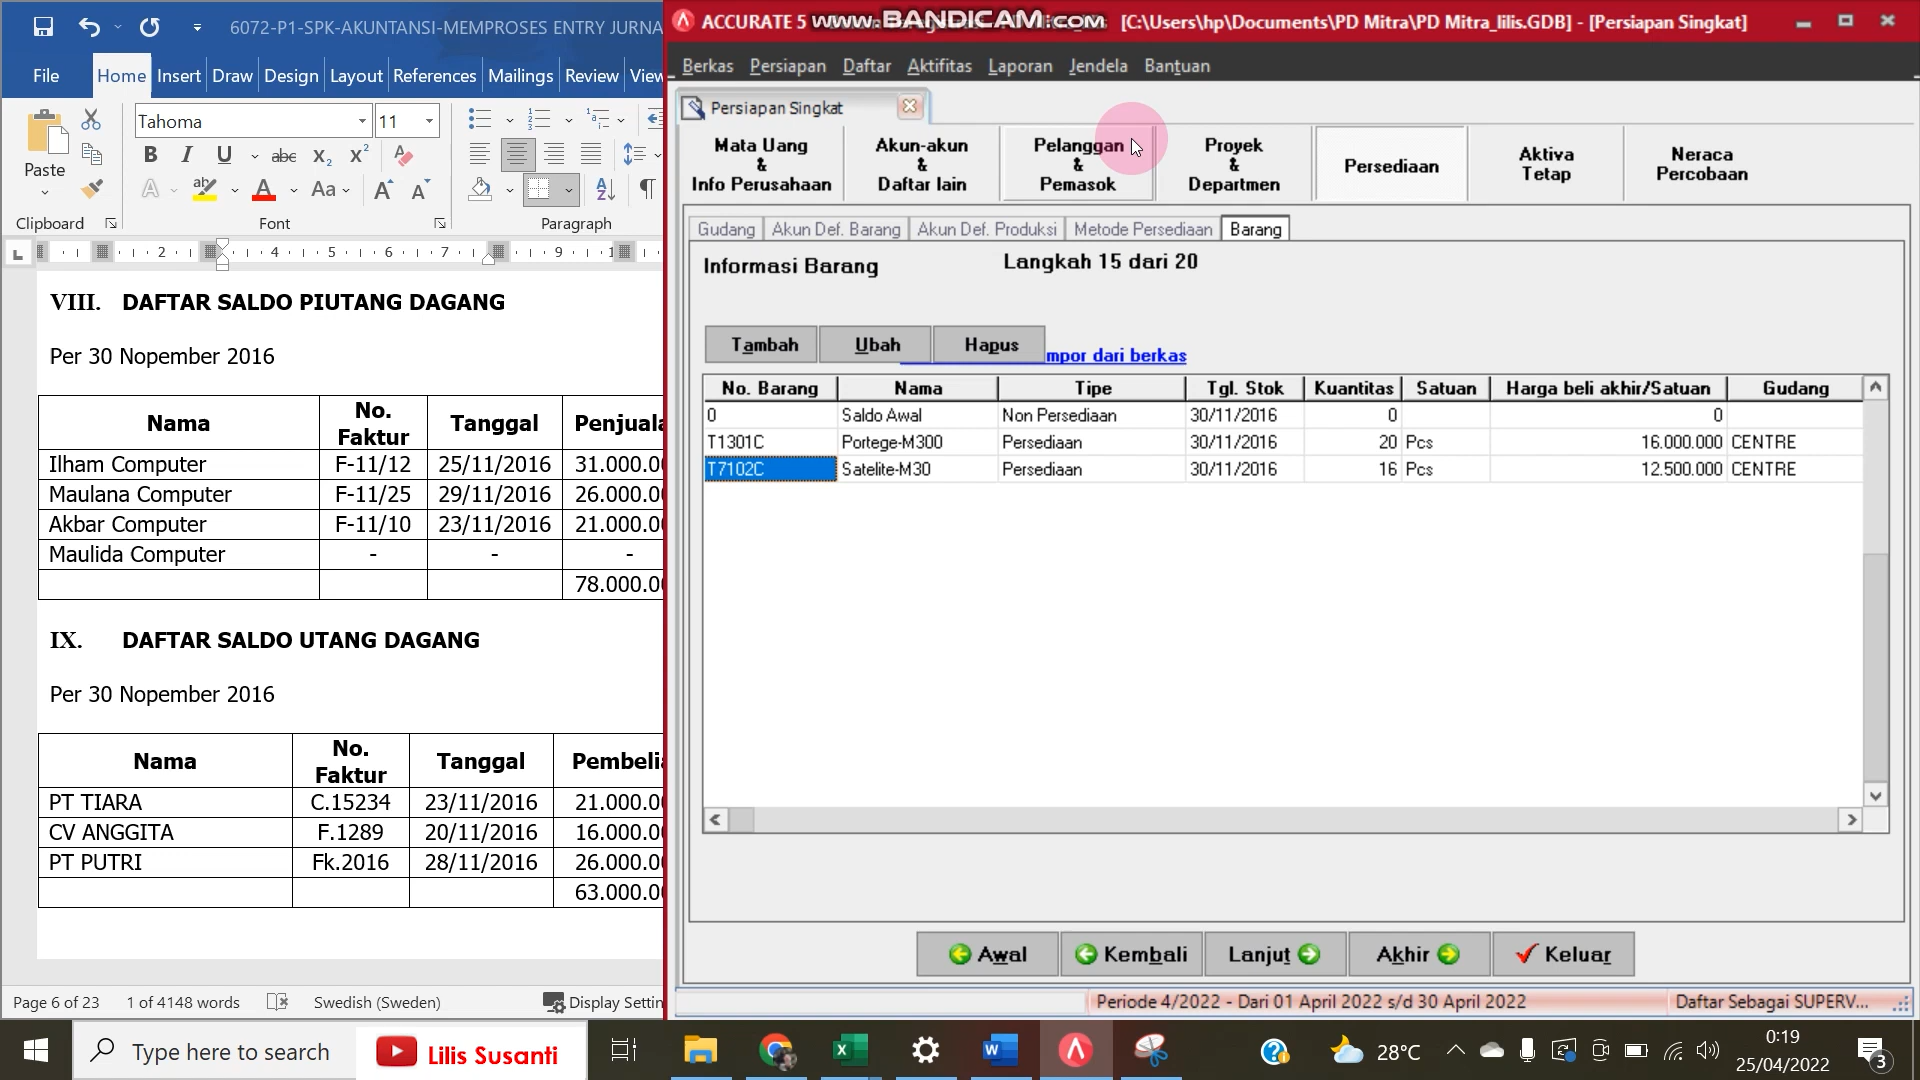 6072-P1-SPK-AKUNTANSI-MEMPROSES ENTRY JURNA
File Home Insert Draw Design Layout References Mailings Review View
Paste
Tahoma 11
Clipboard Font Paragraph
VIII. DAFTAR SALDO PIUTANG DAGANG
Per 30 Nopember 2016
Nama No. Faktur Tanggal Penjuala
Ilham Computer F-11/12 25/11/2016 31.000.00
Maulana Computer F-11/25 29/11/2016 26.000.00
Akbar Computer F-11/10 23/11/2016 21.000.00
Maulida Computer - - -
78.000.00
IX. DAFTAR SALDO UTANG DAGANG
Per 30 Nopember 2016
Nama No. Faktur Tanggal Pembelia
PT TIARA C.15234 23/11/2016 21.000.00
CV ANGGITA F.1289 20/11/2016 16.000.00
PT PUTRI Fk.2016 28/11/2016 26.000.00
63.000.00
Page 6 of 23 1 of 4148 words Swedish (Sweden) Display Settin
ACCURATE 5 www.BANDICAM.com [C:\Users\hp\Documents\PD Mitra\PD Mitra_lilis.GDB] - [Persiapan Singkat]
Berkas Persiapan Daftar Aktifitas Laporan Jendela Bantuan
Persiapan Singkat
Mata Uang & Info Perusahaan
Akun-akun & Daftar lain
Pelanggan & Pemasok
Proyek & Departmen
Persediaan
Aktiva Tetap
Neraca Percobaan
Gudang Akun Def. Barang Akun Def. Produksi Metode Persediaan Barang
Informasi Barang Langkah 15 dari 20
Tambah Ubah Hapus mpor dari berkas
No. Barang Nama Tipe Tgl. Stok Kuantitas Satuan Harga beli akhir/Satuan Gudang
0 Saldo Awal Non Persediaan 30/11/2016 0 0
T1301C Portege-M300 Persediaan 30/11/2016 20 Pcs 16.000.000 CENTRE
T7102C Satelite-M30 Persediaan 30/11/2016 16 Pcs 12.500.000 CENTRE
Awal Kembali Lanjut Akhir Keluar
Periode 4/2022 - Dari 01 April 2022 s/d 30 April 2022 Daftar Sebagai SUPERV...
Type here to search Lilis Susanti 28°C 0:19
25/04/2022 3